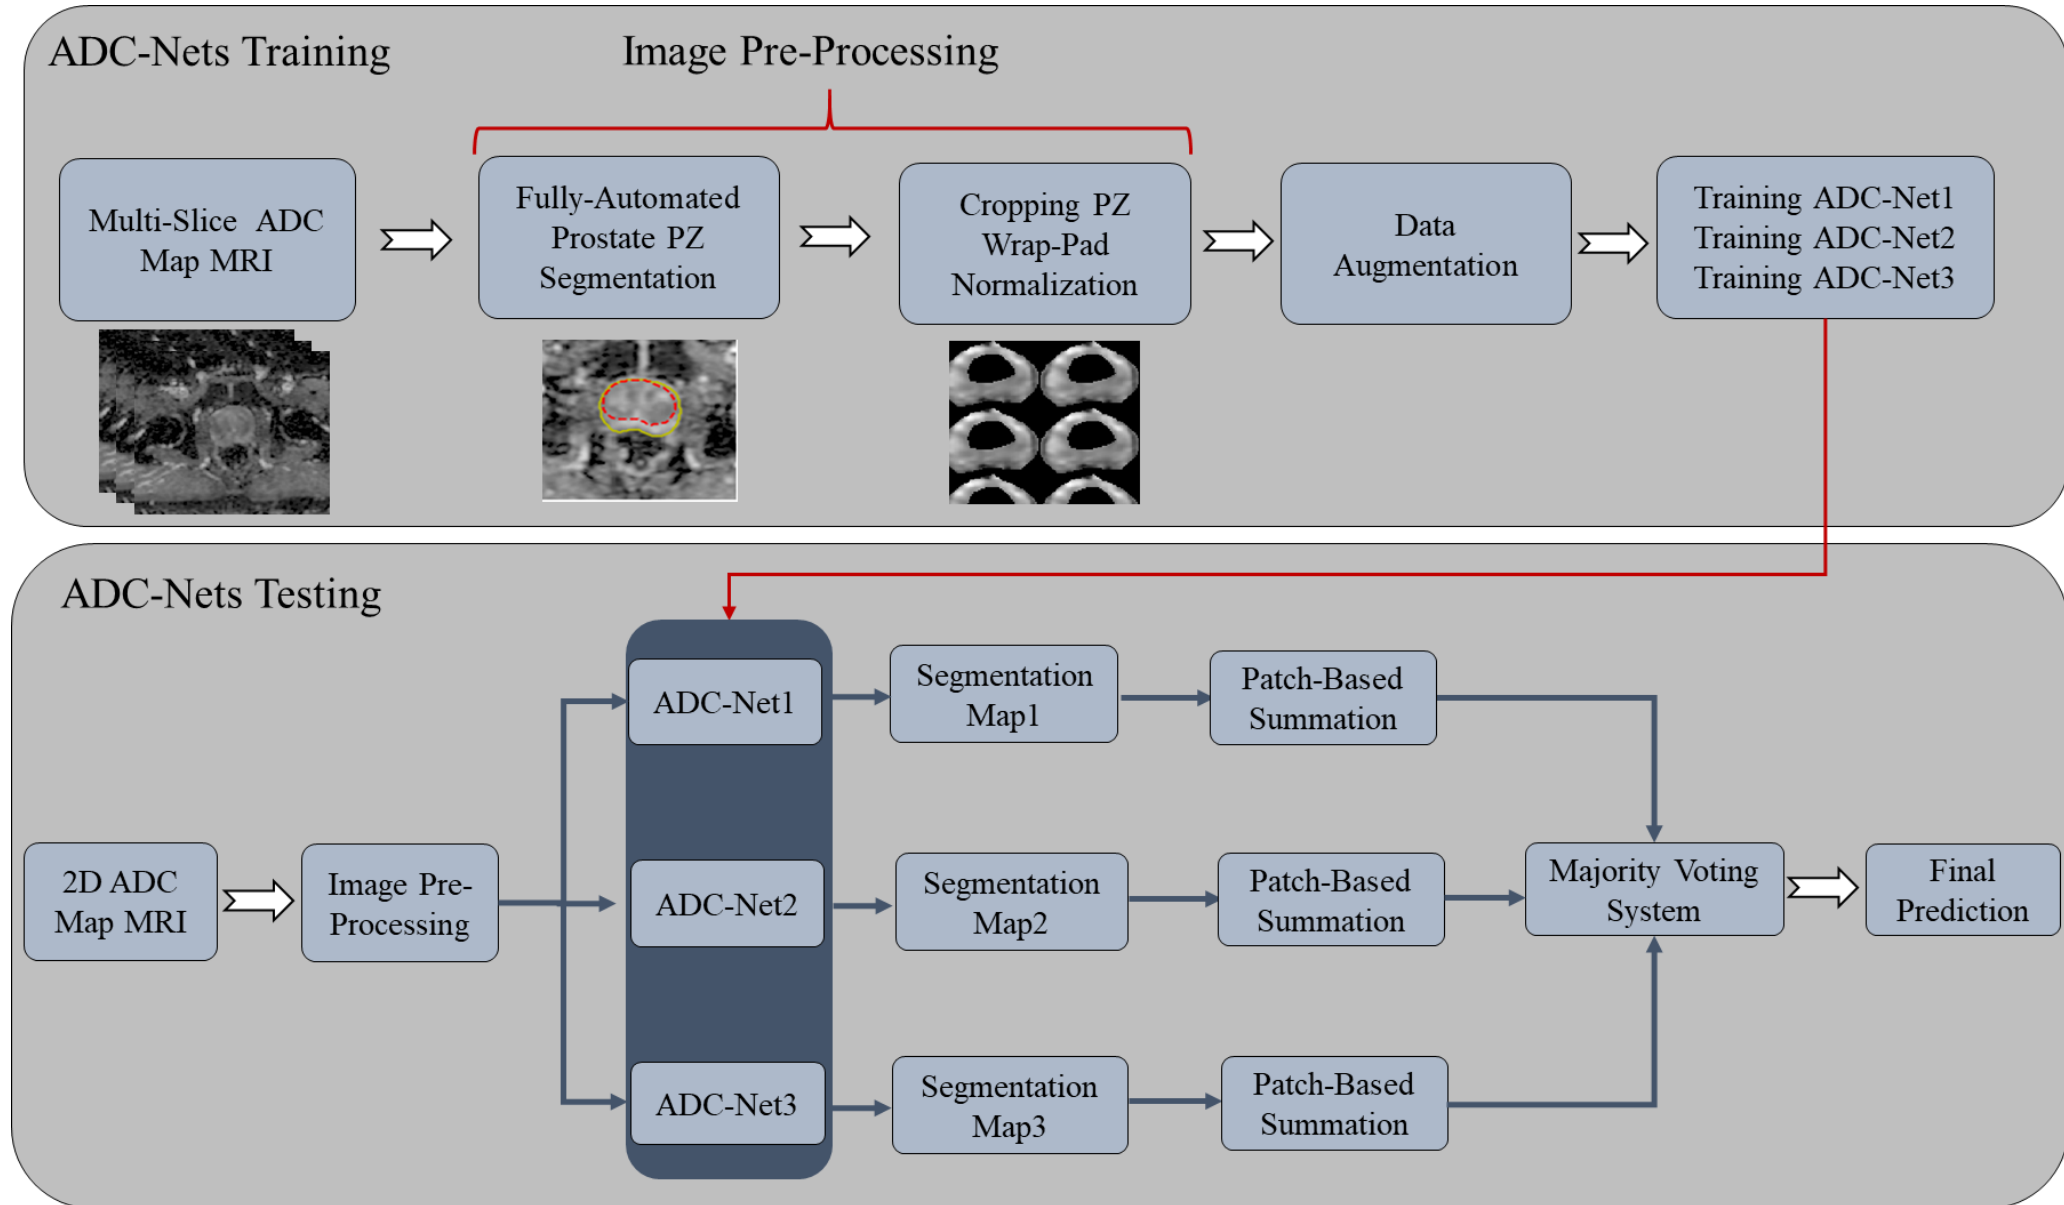 ADC-Nets Training
Image Pre-Processing
Multi-Slice ADC
Map MRI
Fully-Automated
Prostate PZ
Segmentation
Cropping PZ
Wrap-Pad
Normalization
Data
Augmentation
Training ADC-Net1
Training ADC-Net2
Training ADC-Net3
ADC-Nets Testing
2D ADC
Map MRI
Image Pre-
Processing
ADC-Net1
Segmentation
Map1
Patch-Based
Summation
ADC-Net2
Segmentation
Map2
Patch-Based
Summation
ADC-Net3
Segmentation
Map3
Patch-Based
Summation
Majority Voting
System
Final
Prediction